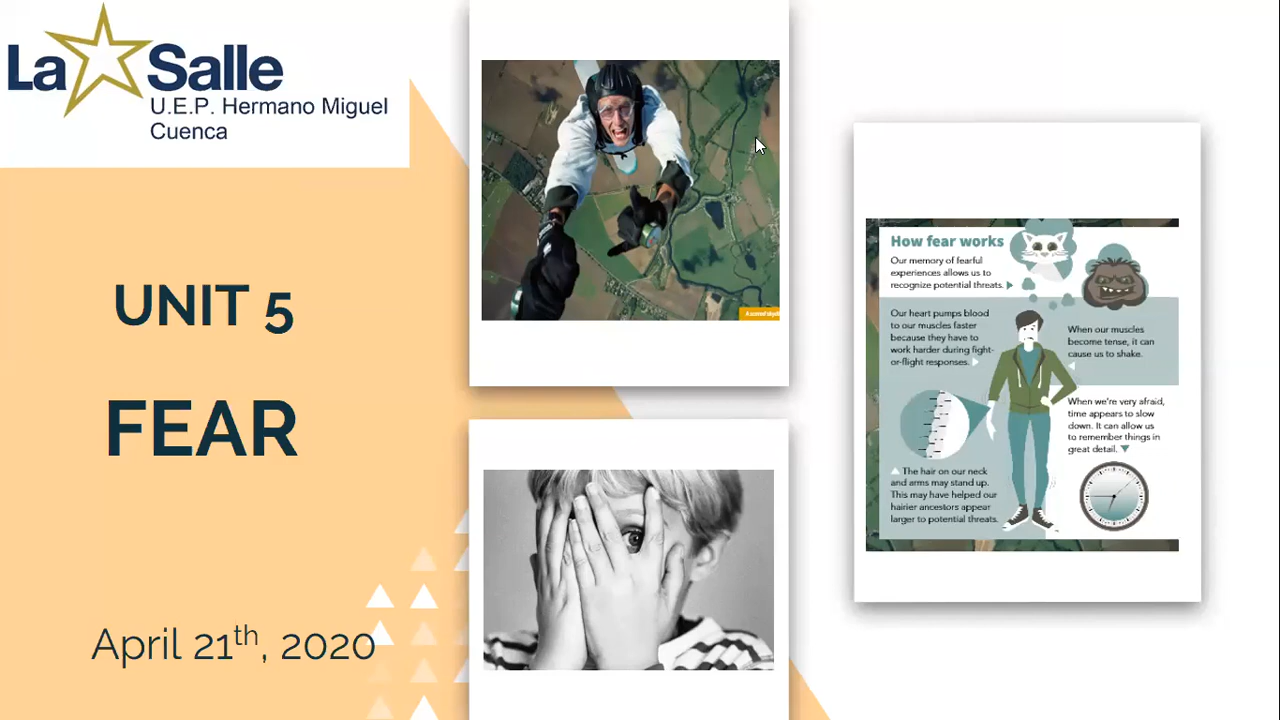 La Salle
U.E.P. Hermano Miguel
Cuenca
UNIT 5
FEAR
April 21th, 2020
How fear works
Our memory of fearful
experiences allows us to
recognize potential threats.
Our heart pumps blood
to our muscles faster
because they have to
work harder during fight-
or-flight responses.
When our muscles
become tense, it can
cause us to shake.
When we're very afraid,
time appears to slow
down. It can allow us
to remember things in
great detail.
The hair on our neck
and arms may stand up.
This may have helped our
hairier ancestors appear
larger to potential threats.